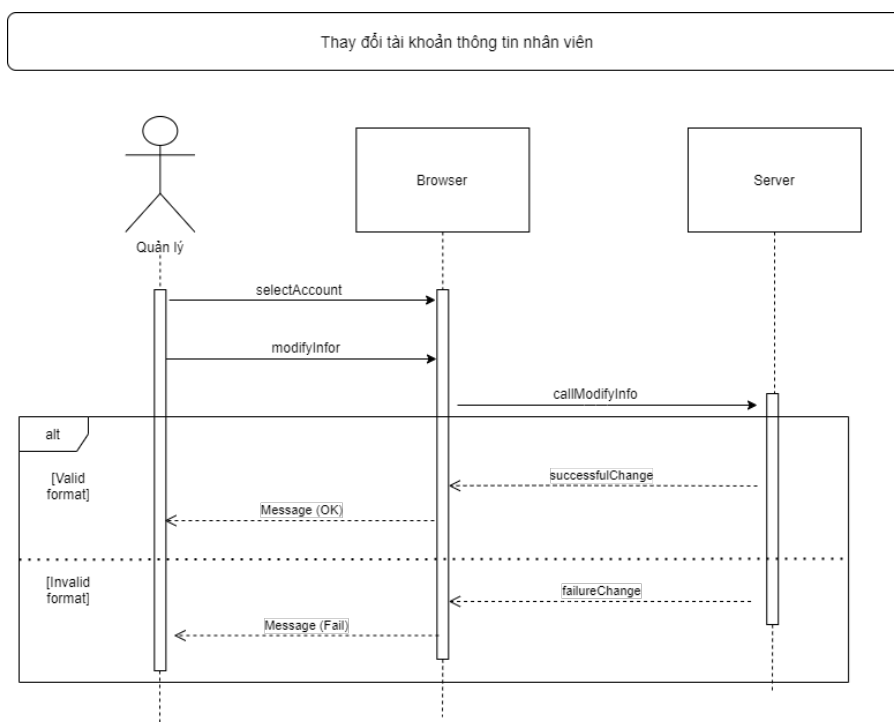 Thay đổi tài khoản thông tin nhân viên
Browser
Server
Quản lý
selectAccount
modifyInfor
callModifyInfo
alt
[Valid
format]
successfulChange
Message (OK)
[Invalid
format]
failureChange
Message (Fail)